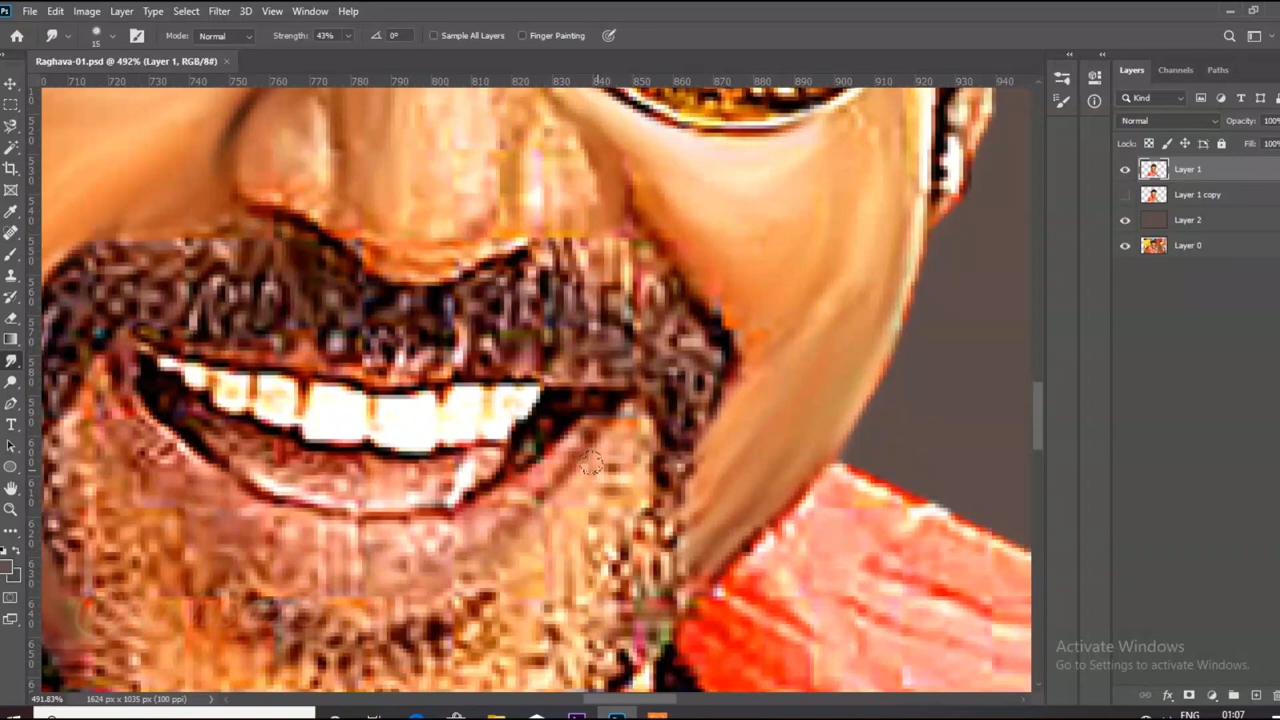 File Edit Image Layer Type Select Filter 3D View Window Help
15 Mode: Normal Strength: 43% 0° Sample All Layers Finger Painting
Raghava-01.psd @ 492% (Layer 1, RGB/8#) ×
0 710 720 730 740 750 760 770 780 790 800 810 820 830 840 850 860 870 880 890 900 910 920 930 940
Layers Channels Paths
Kind
Normal Opacity: 100%
Lock: Fill: 100%
Layer 1
Layer 1 copy
Layer 2
Layer 0
Activate Windows
Go to Settings to activate Windows.
491.83% 1624 px x 1035 px (100 ppi)
ENG 01:07